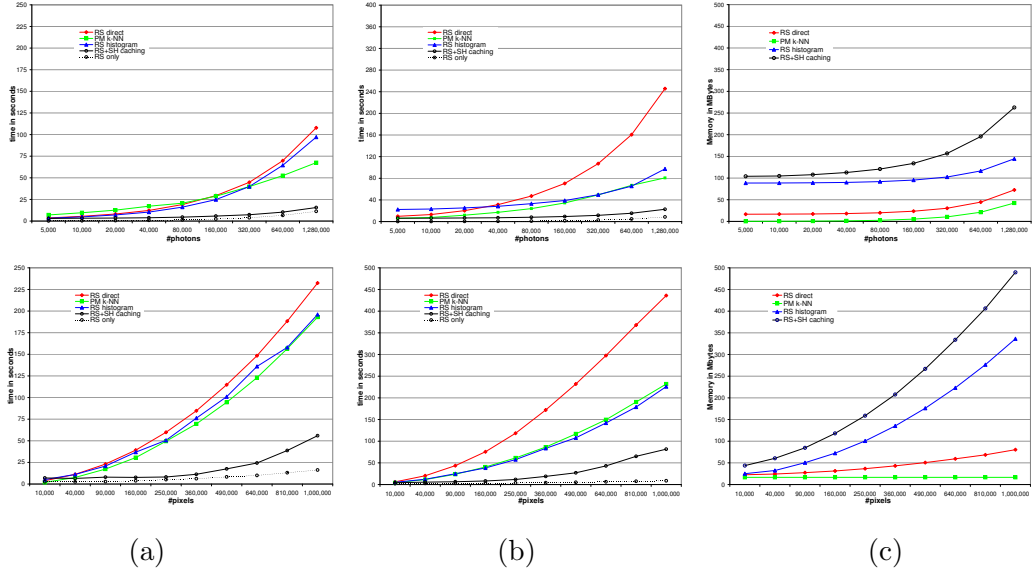 250
225
200
175
150
125
100
75
50
25
0
time in seconds
RS direct
PM k-NN
RS histogram
RS+SH caching
RS only
5,000 10,000 20,000 40,000 80,000 160,000 320,000 640,000 1,280,000
#photons
400
360
320
280
240
200
160
120
80
40
0
time in seconds
RS direct
PM k-NN
RS histogram
RS+SH caching
RS only
5,000 10,000 20,000 40,000 80,000 160,000 320,000 640,000 1,280,000
#photons
500
450
400
350
300
250
200
150
100
50
0
Memory in MBytes
RS direct
PM k-NN
RS histogram
RS+SH caching
5,000 10,000 20,000 40,000 80,000 160,000 320,000 640,000 1,280,000
#photons
250
225
200
175
150
125
100
75
50
25
0
time in seconds
RS direct
PM k-NN
RS histogram
RS+SH caching
RS only
10,000 40,000 90,000 160,000 250,000 360,000 490,000 640,000 810,000 1,000,000
#pixels
500
450
400
350
300
250
200
150
100
50
0
time in seconds
RS direct
PM k-NN
RS histogram
RS+SH caching
RS only
10,000 40,000 90,000 160,000 250,000 360,000 490,000 640,000 810,000 1,000,000
#pixels
500
450
400
350
300
250
200
150
100
50
0
Memory in Mbytes
RS direct
PM k-NN
RS histogram
RS+SH caching
10,000 40,000 90,000 160,000 250,000 360,000 490,000 640,000 810,000 1,000,000
#pixels
(a)
(b)
(c)